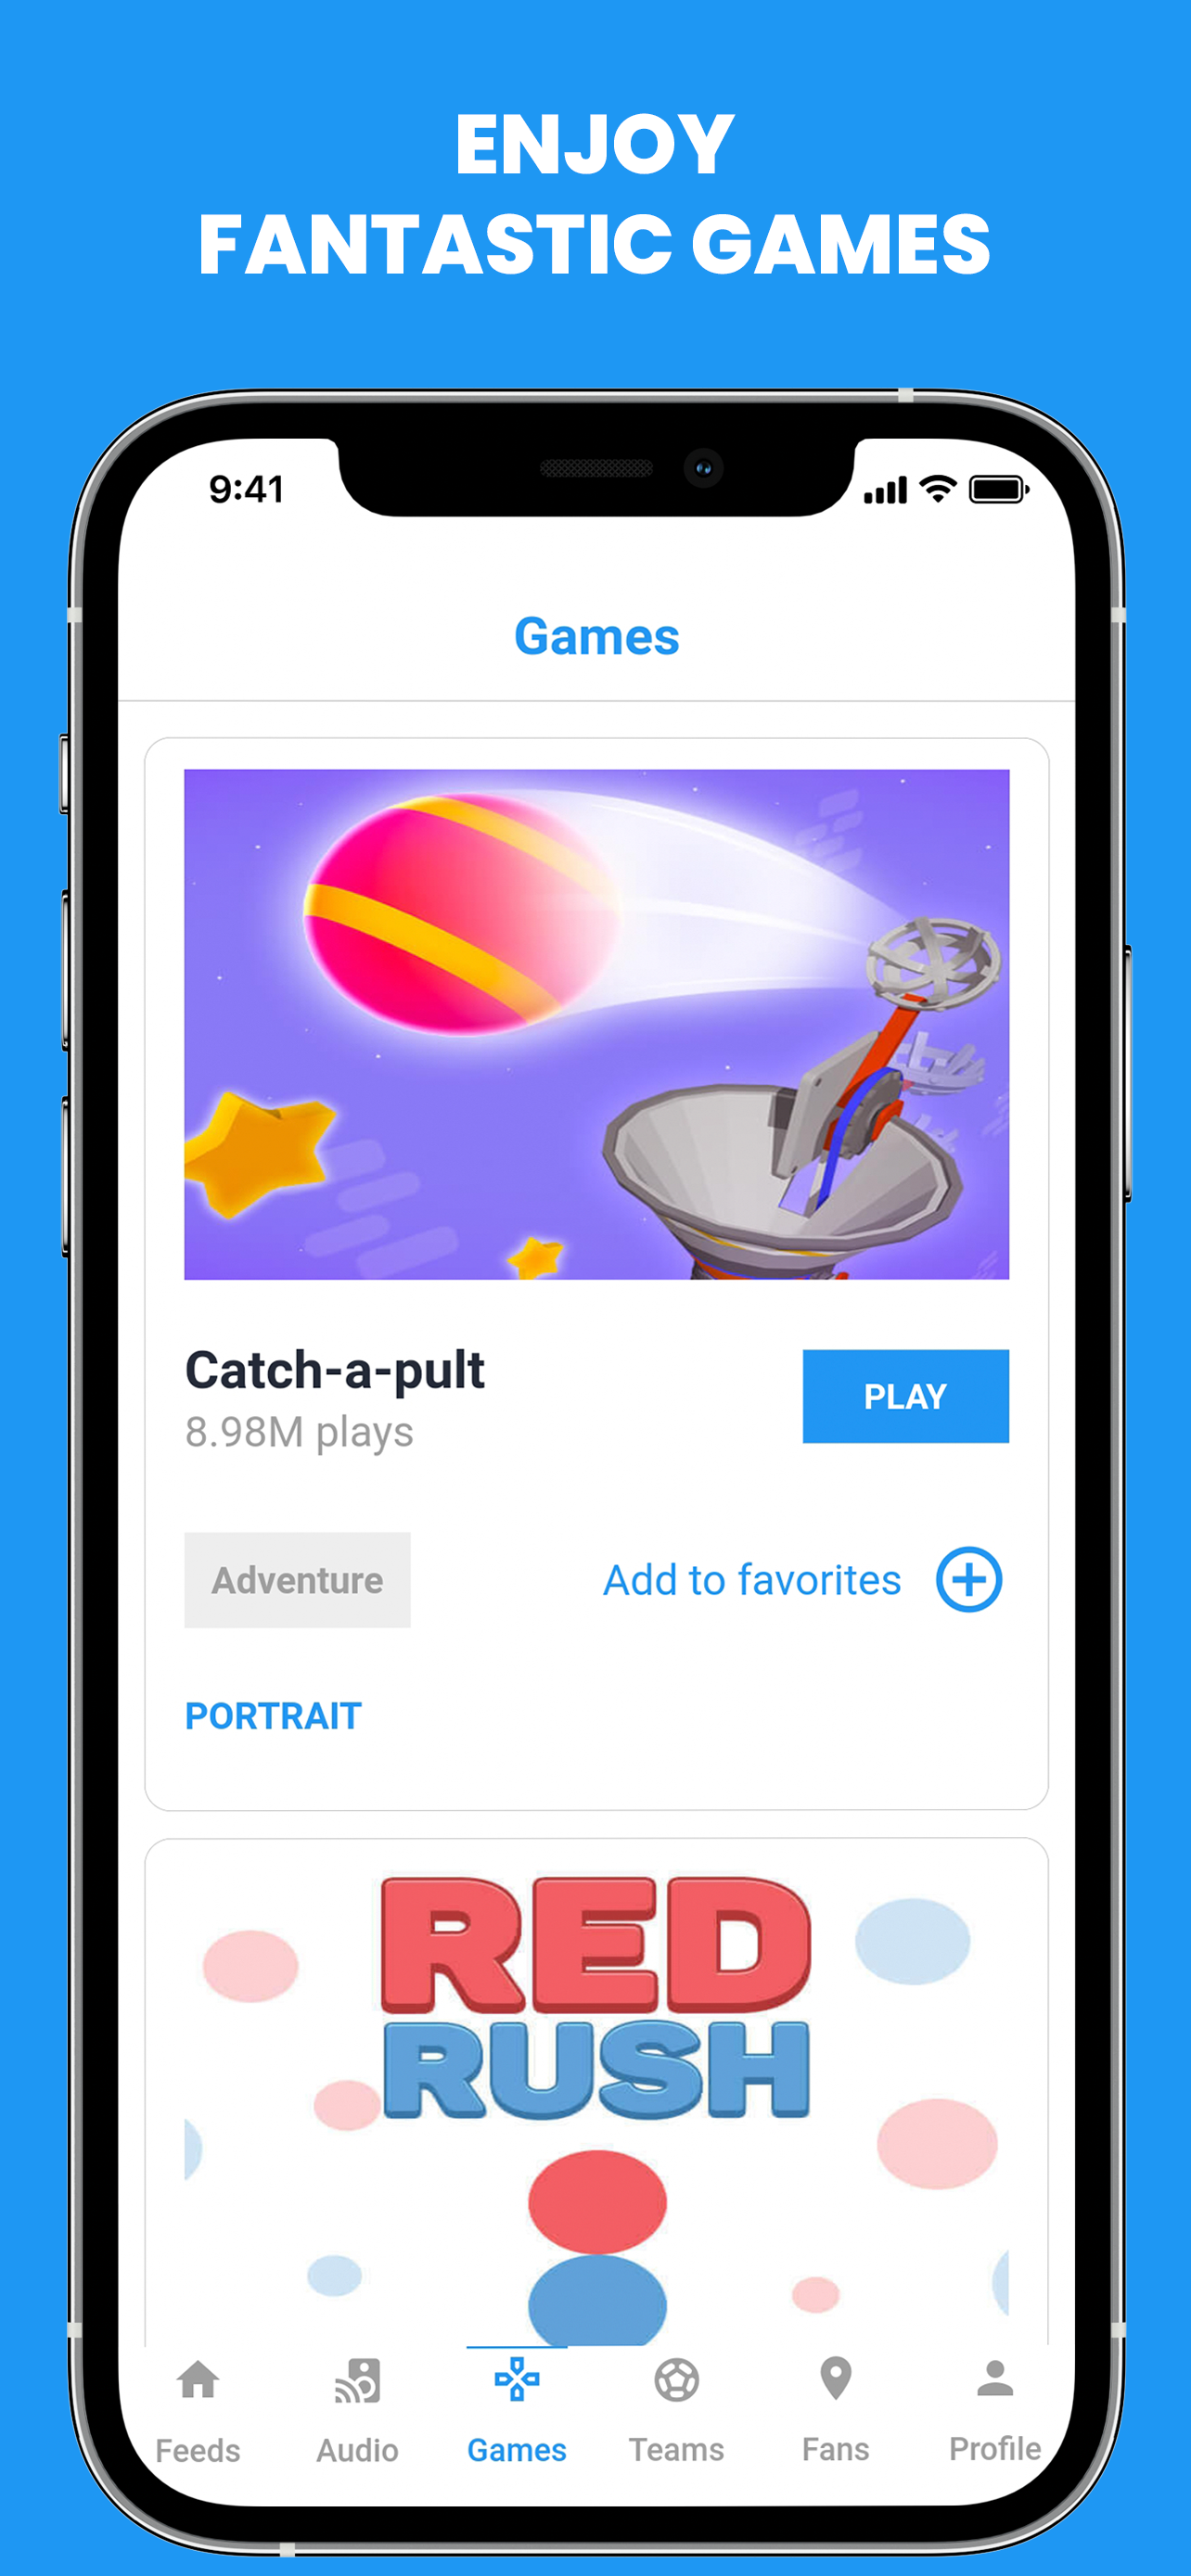 ENJOY
FANTASTIC GAMES
9:41
Games
Catch-a-pult
8.98M plays
PLAY
Adventure
Add to favorites
PORTRAIT
RED
RUSH
Feeds
Audio
Games
Teams
Fans
Profile